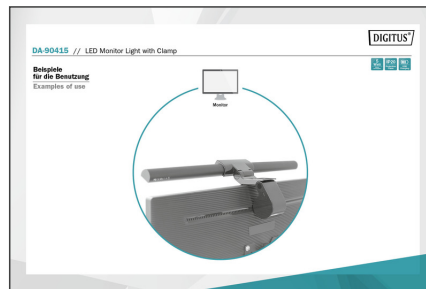 DIGITUS®
DA-90415 // LED Monitor Light with Clamp
Beispiele
für die Benutzung
Examples of use
Monitor